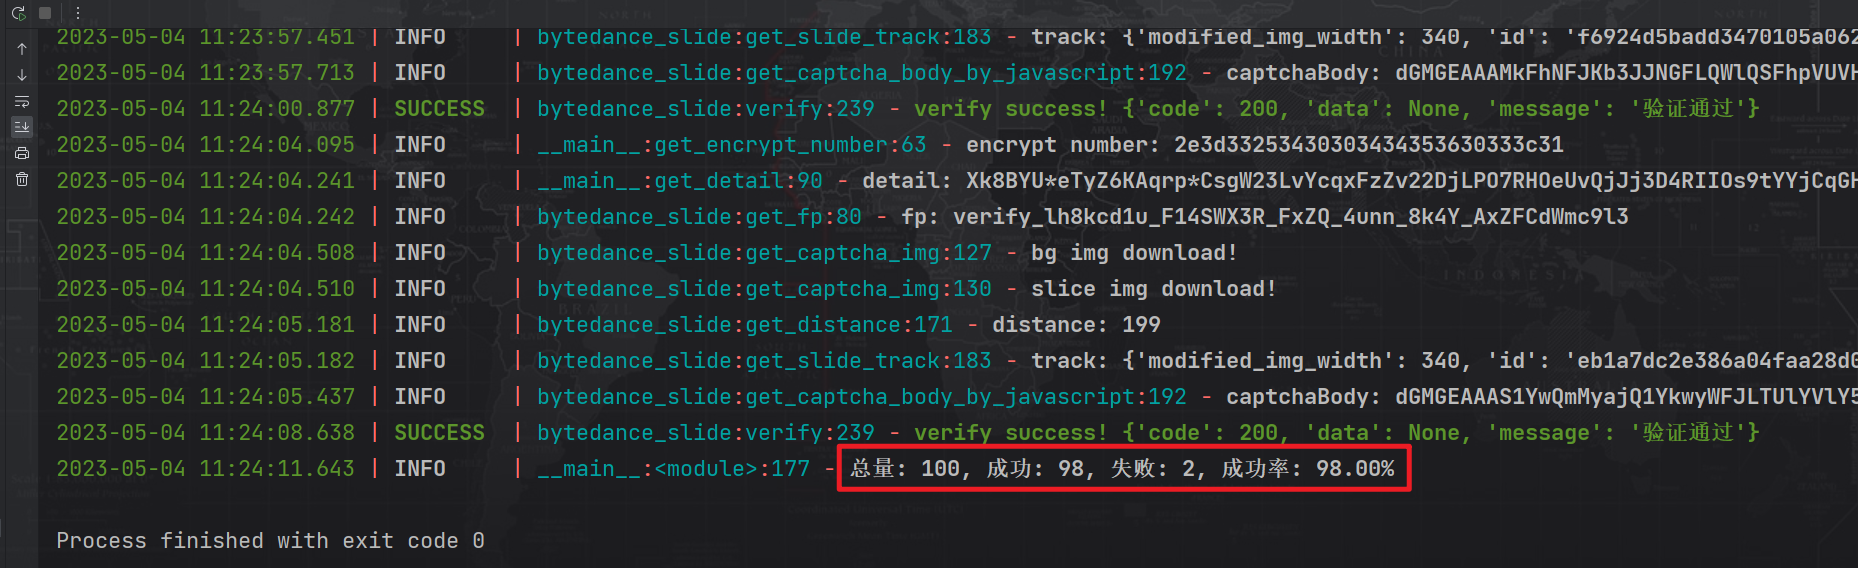 2023-05-04 11:23:57.451 | INFO     | bytedance_slide:get_slide_track:183 - track: {'modified_img_width': 340, 'id': 'f6924d5badd3470105a062
2023-05-04 11:23:57.713 | INFO     | bytedance_slide:get_captcha_body_by_javascript:192 - captchaBody: dGMGEAAAMkFhNFJKb3JJNGFLQWlQSFhpVUVH
2023-05-04 11:24:00.877 | SUCCESS  | bytedance_slide:verify:239 - verify success! {'code': 200, 'data': None, 'message': '验证通过'}
2023-05-04 11:24:04.095 | INFO     | __main__:get_encrypt_number:63 - encrypt number: 2e3d3325343030343435363033​3c31
2023-05-04 11:24:04.241 | INFO     | __main__:get_detail:90 - detail: Xk8BYU*eTyZ6KAqrp*CsgW23LvYcqxFzZv22DjLPO7RHOeUvQjJj3D4RIIOs9tYYjCqGH
2023-05-04 11:24:04.242 | INFO     | bytedance_slide:get_fp:80 - fp: verify_lh8kcd1u_F14SWX3R_FxZQ_4unn_8k4Y_AxZFCdWmc9l3
2023-05-04 11:24:04.508 | INFO     | bytedance_slide:get_captcha_img:127 - bg img download!
2023-05-04 11:24:04.510 | INFO     | bytedance_slide:get_captcha_img:130 - slice img download!
2023-05-04 11:24:05.181 | INFO     | bytedance_slide:get_distance:171 - distance: 199
2023-05-04 11:24:05.182 | INFO     | bytedance_slide:get_slide_track:183 - track: {'modified_img_width': 340, 'id': 'eb1a7dc2e386a04faa28d0
2023-05-04 11:24:05.437 | INFO     | bytedance_slide:get_captcha_body_by_javascript:192 - captchaBody: dGMGEAAAS1YwQmMyajQ1YkwyWFJLTUlYVlY5
2023-05-04 11:24:08.638 | SUCCESS  | bytedance_slide:verify:239 - verify success! {'code': 200, 'data': None, 'message': '验证通过'}
2023-05-04 11:24:11.643 | INFO     | __main__:<module>:177 - 总量: 100, 成功: 98, 失败: 2, 成功率: 98.00%
Process finished with exit code 0